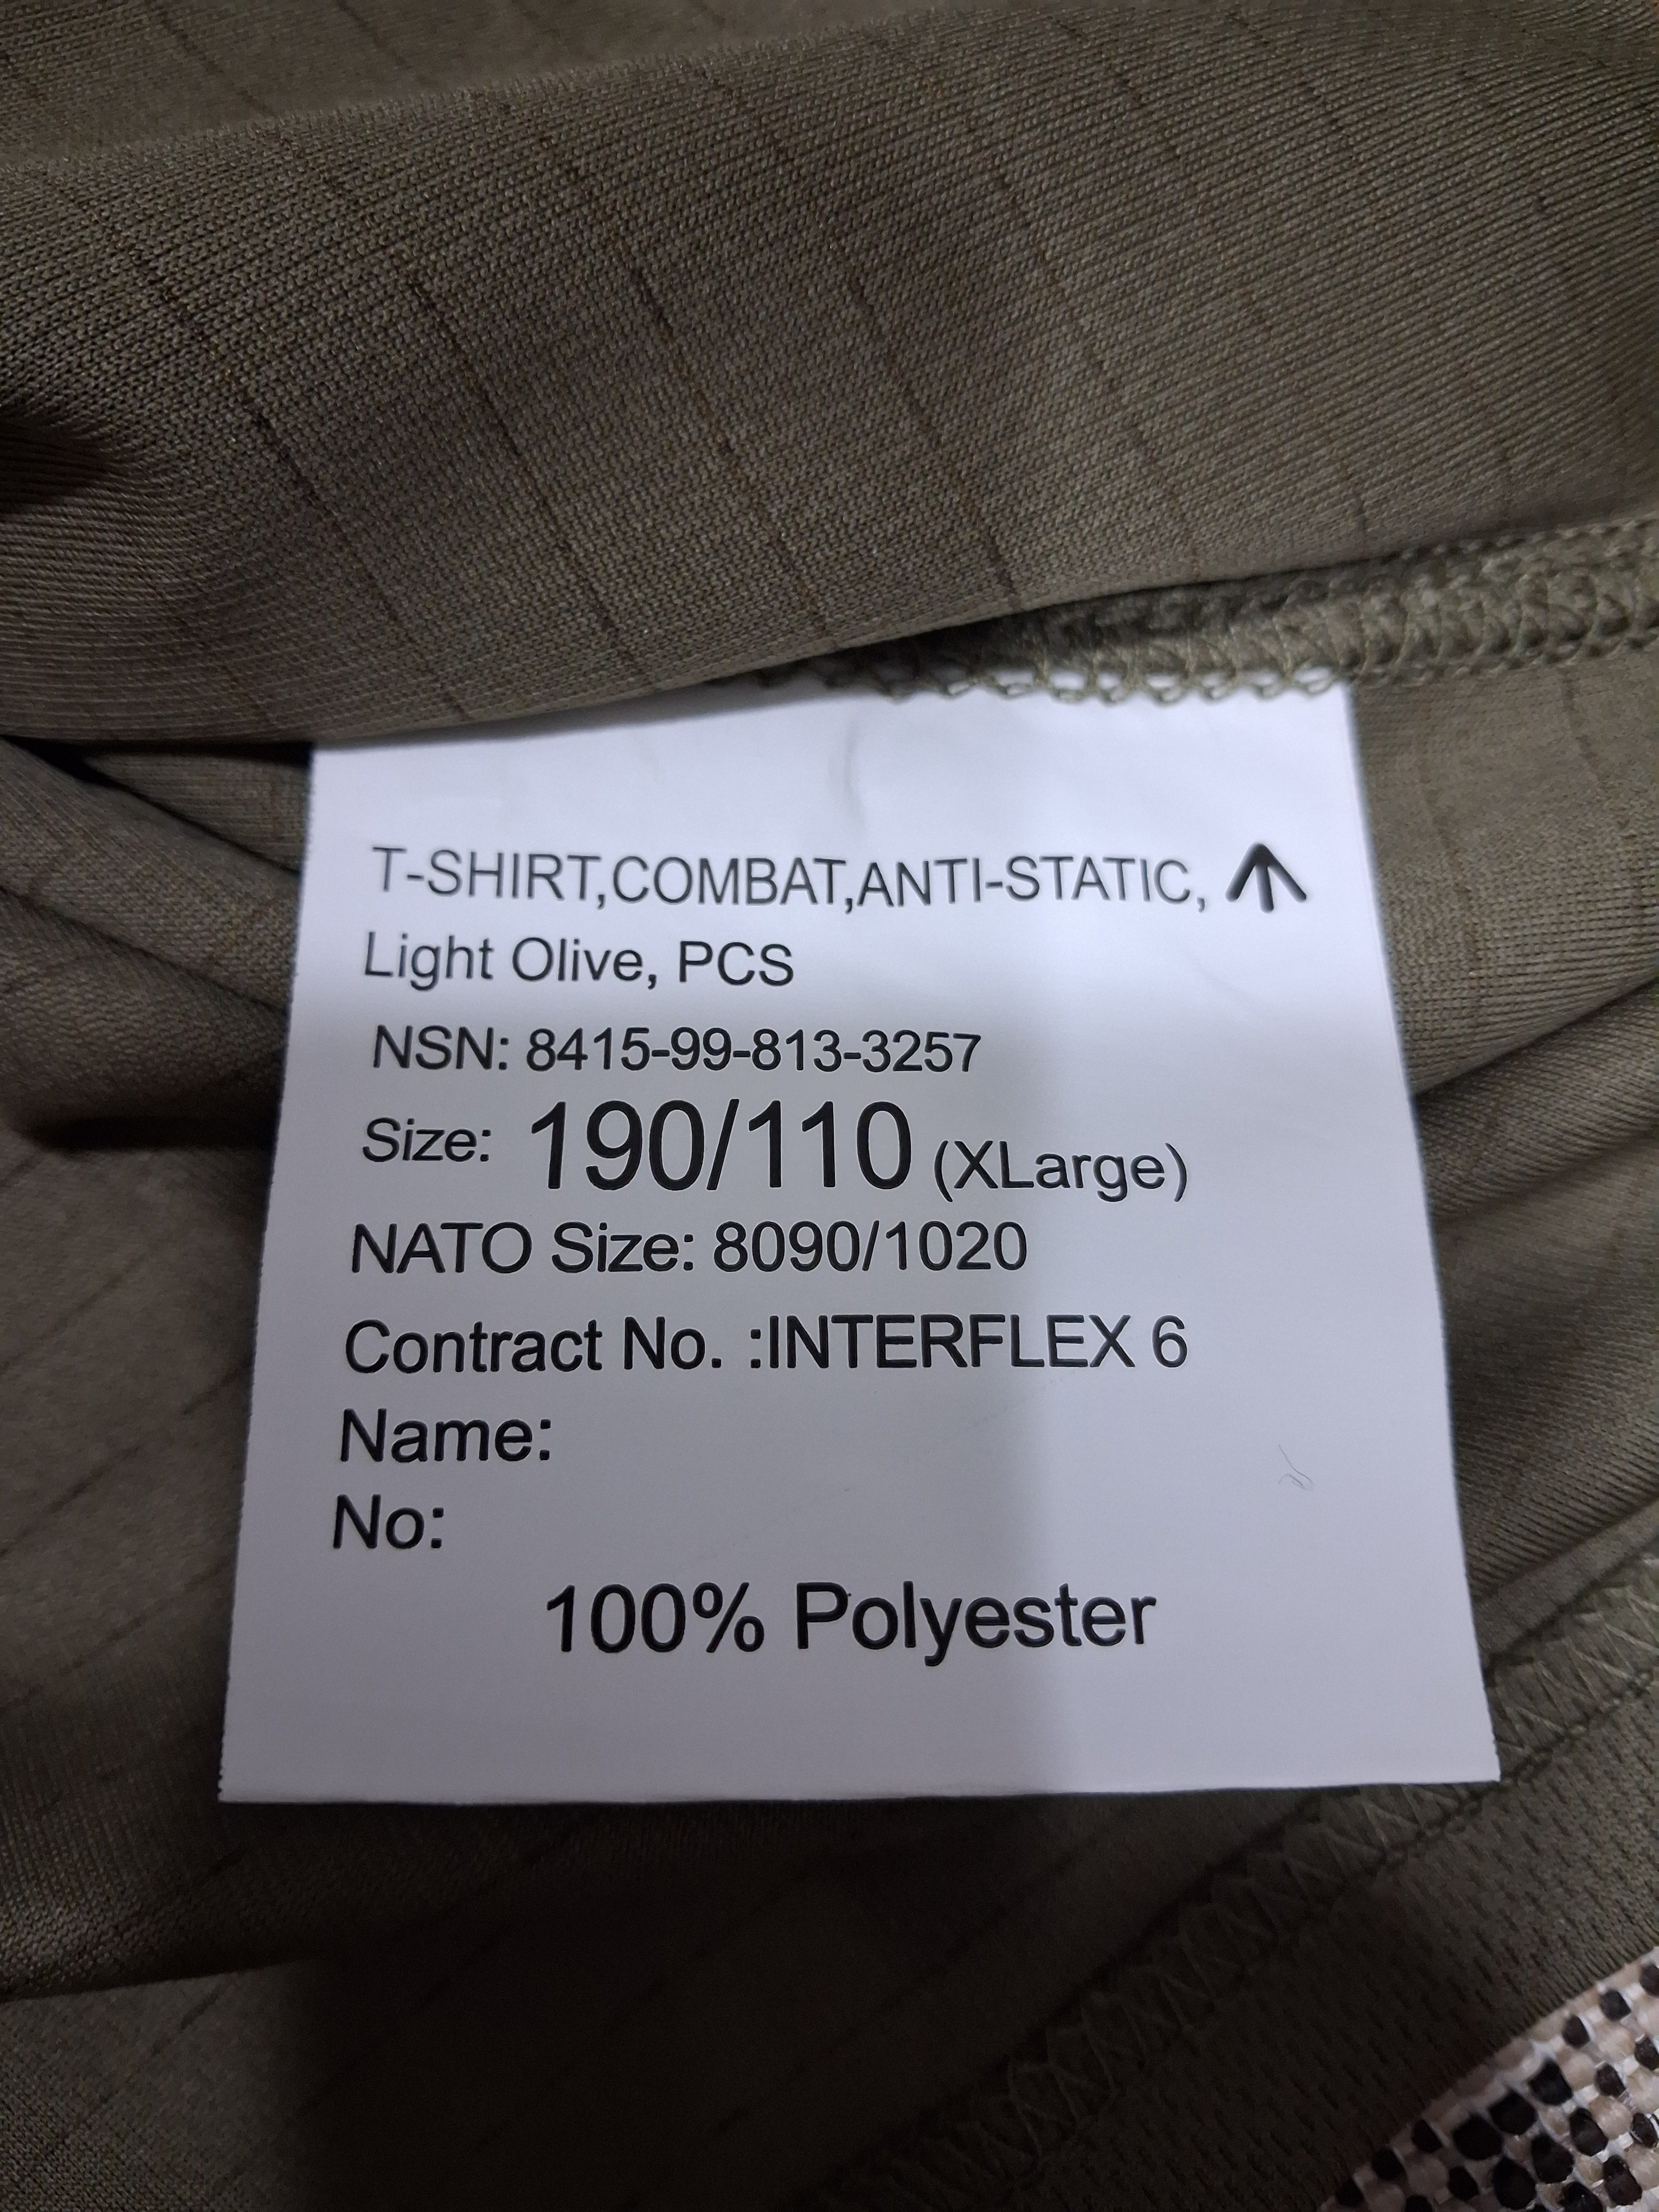 T-SHIRT,COMBAT,ANTI-STATIC,
Light Olive, PCS
NSN: 8415-99-813-3257
Size: 190/110 (XLarge)
NATO Size: 8090/1020
Contract No. :INTERFLEX 6
Name:
No:
100% Polyester